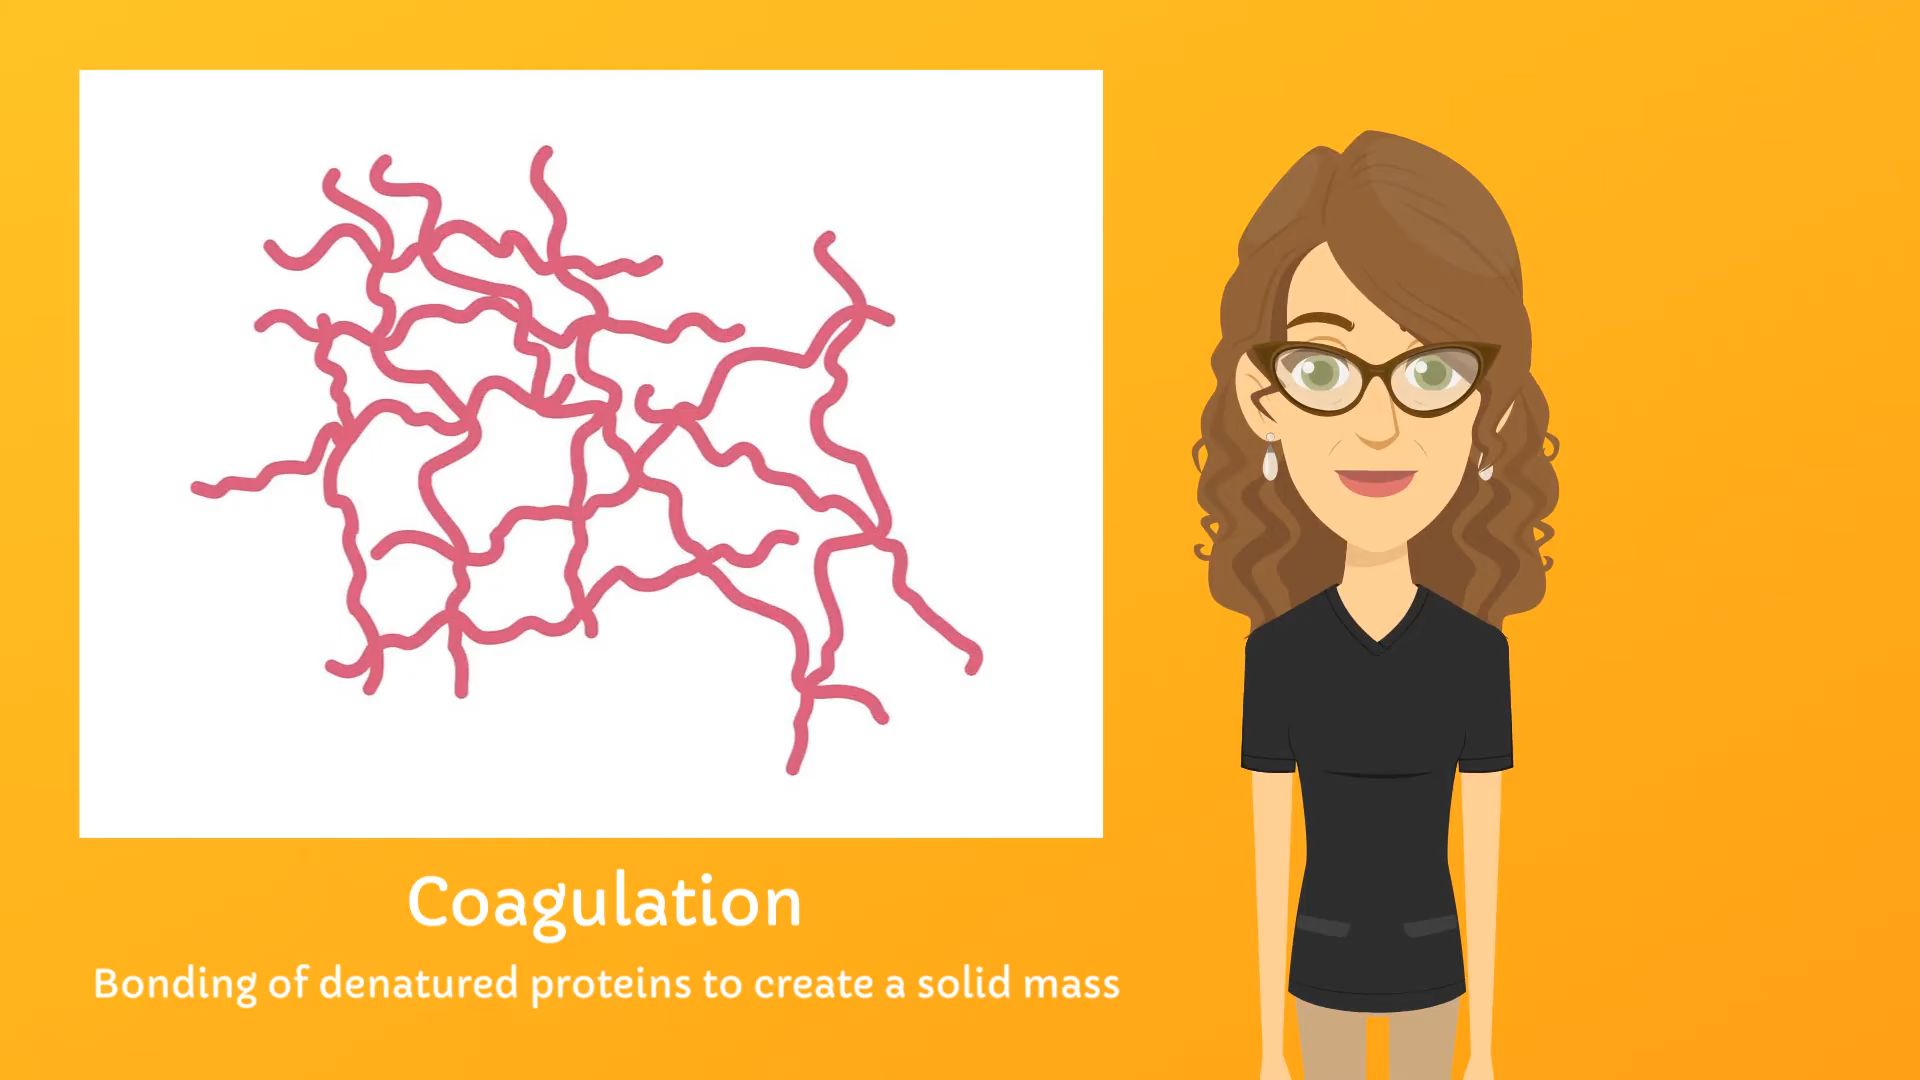 Coagulation
Bonding of denatured proteins to create a solid mass